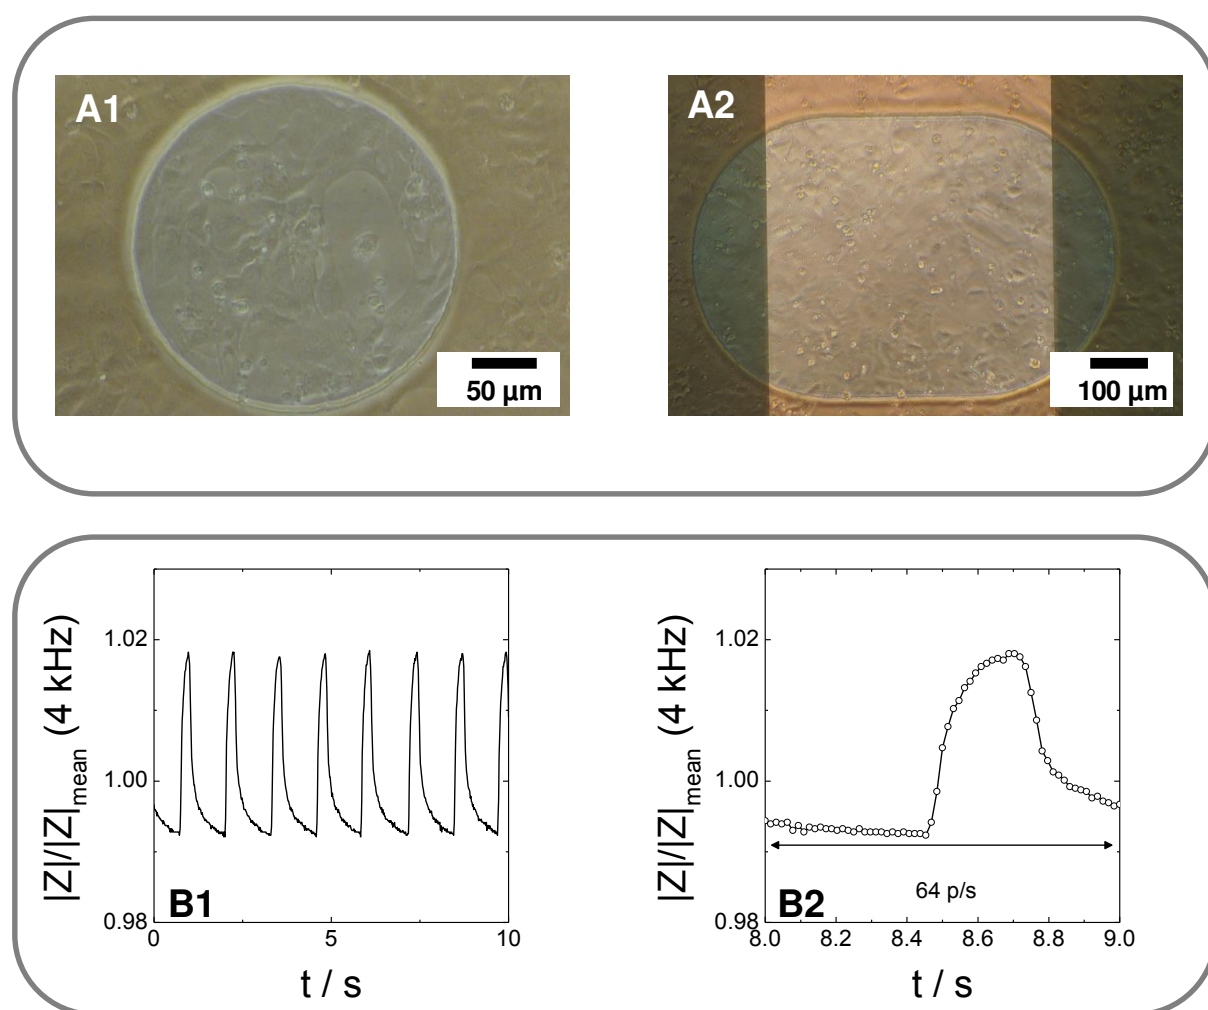 A1
50 µm
A2
100 µm
|Z|/|Z|mean (4 kHz)
1.02
1.00
0.98
B1
0
5
10
t / s
|Z|/|Z|mean (4 kHz)
1.02
1.00
0.98
64 p/s
B2
8.0
8.2
8.4
8.6
8.8
9.0
t / s